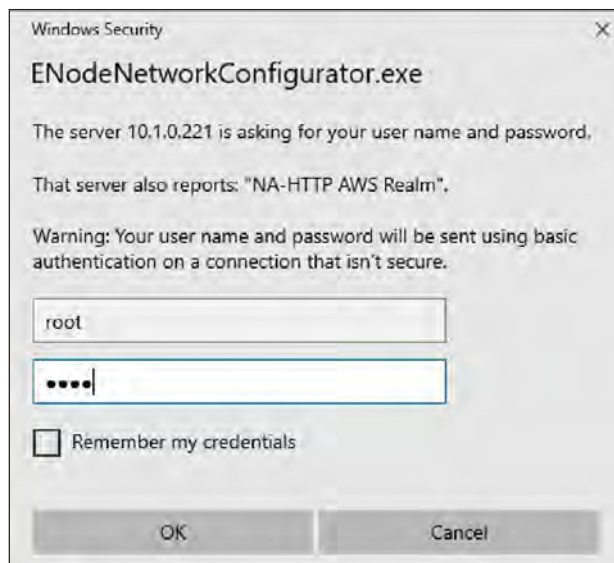 Windows Security
ENodeNetworkConfigurator.exe
The server 10.1.0.221 is asking for your user name and password.
That server also reports: "NA-HTTP AWS Realm".
Warning: Your user name and password will be sent using basic
authentication on a connection that isn't secure.
root
••••
Remember my credentials
OK
Cancel